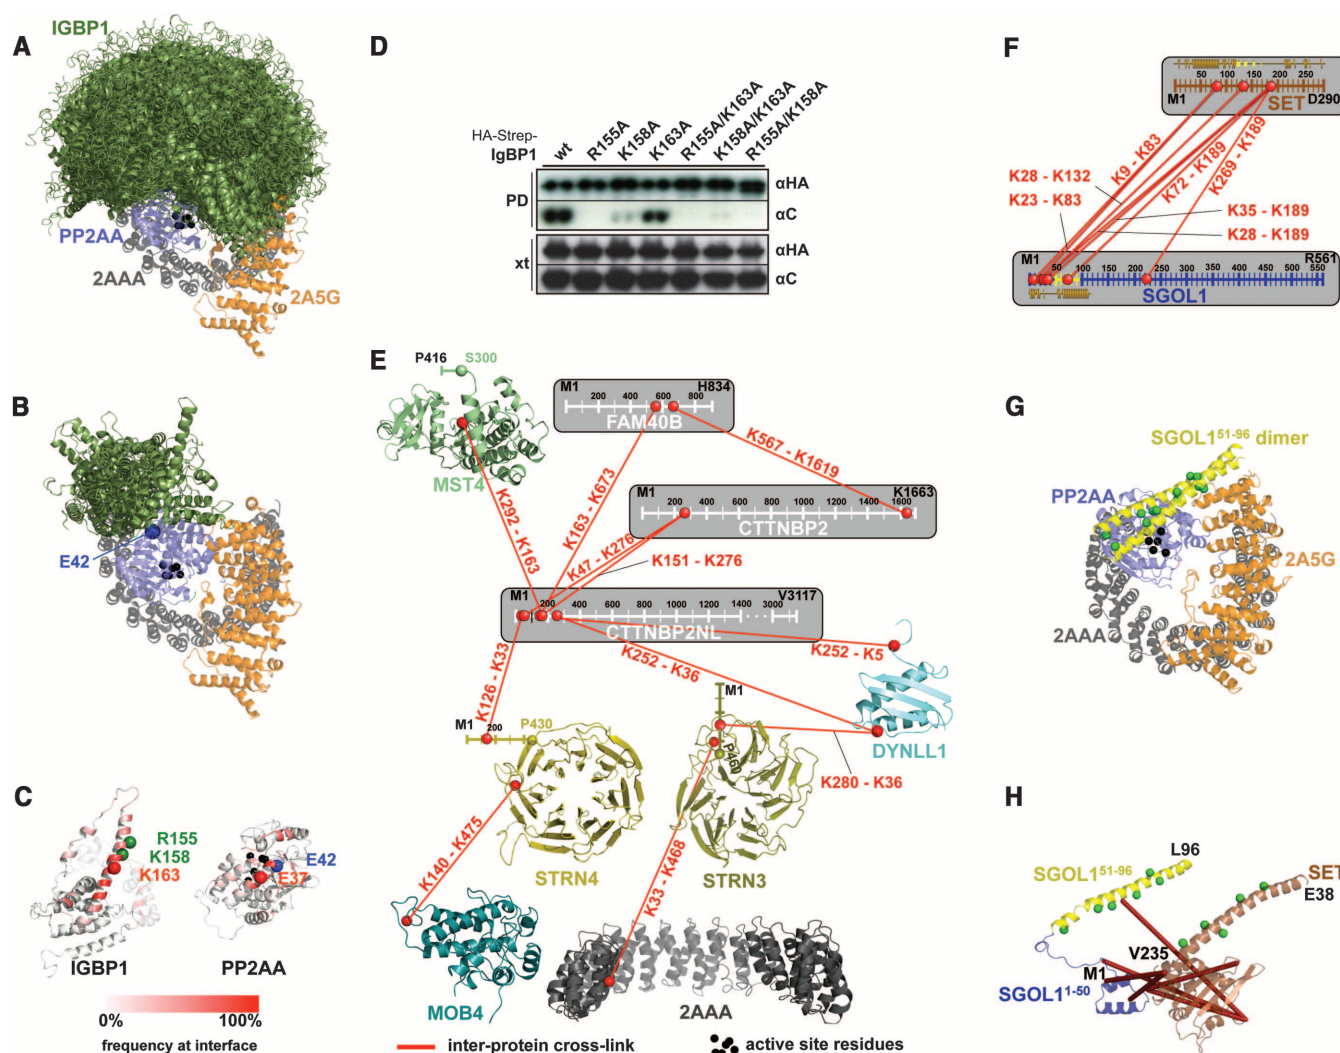 A
IGBP1
PP2AA
2AAA
2A5G
B
E42
C
R155
K158
K163
E42
E37
IGBP1
PP2AA
0%
100%
frequency at interface
D
HA-Strep-
IgBP1
wt
R155A
K158A
K163A
R155A/K163A
K158A/K163A
R155A/K158A
PD
αHA
αC
xt
αHA
αC
E
P416
S300
MST4
M1
H834
200 400 600 800
FAM40B
K567 - K1619
K292 - K163
K163 - K673
M1
K1663
200 400 600 800 1000 1200 1400 1600
CTTNBP2
K47 - K276
K151 - K276
M1
V3117
200 400 600 800 1000 1200 1400 3000
CTTNBP2NL
K126 - K33
K252 - K36
K252 - K5
DYNLL1
M1
200
P430
M1
P460
K280 - K36
STRN4
STRN3
K140 - K475
K33 - K468
MOB4
2AAA
inter-protein cross-link
active site residues
F
50 100 150 200 250
M1
SET
D290
K9 - K83
K28 - K132
K23 - K83
K72 - K189
K269 - K189
K35 - K189
K28 - K189
M1
R561
50 100 150 200 250 300 350 400 450 500 550
SGOL1
G
SGOL1 51-96 dimer
PP2AA
2A5G
2AAA
H
L96
SGOL1 51-96
SET
E38
V235
M1
SGOL1 1-50